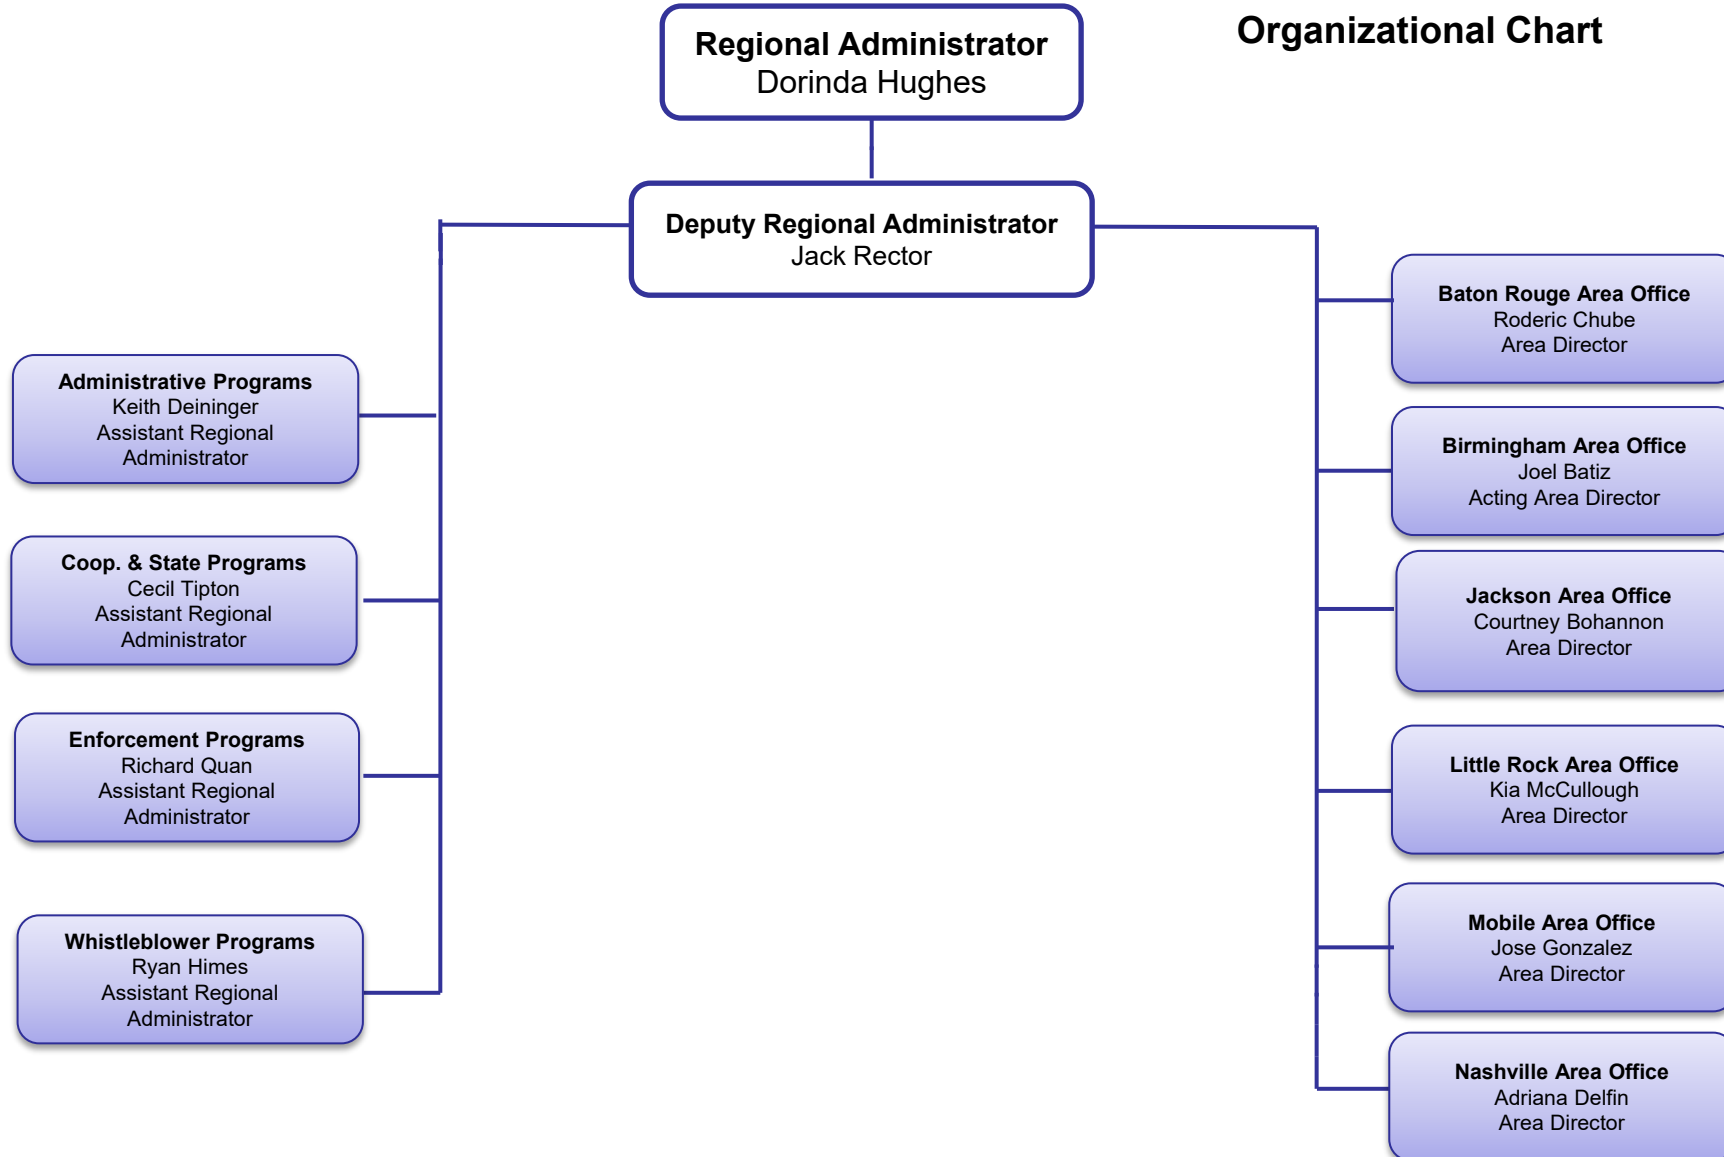 Organizational Chart
Regional Administrator
Dorinda Hughes
Deputy Regional Administrator
Jack Rector
Administrative Programs
Keith Deininger
Assistant Regional
Administrator
Coop. & State Programs
Cecil Tipton
Assistant Regional
Administrator
Enforcement Programs
Richard Quan
Assistant Regional
Administrator
Whistleblower Programs
Ryan Himes
Assistant Regional
Administrator
Baton Rouge Area Office
Roderic Chube
Area Director
Birmingham Area Office
Joel Batiz
Acting Area Director
Jackson Area Office
Courtney Bohannon
Area Director
Little Rock Area Office
Kia McCullough
Area Director
Mobile Area Office
Jose Gonzalez
Area Director
Nashville Area Office
Adriana Delfin
Area Director